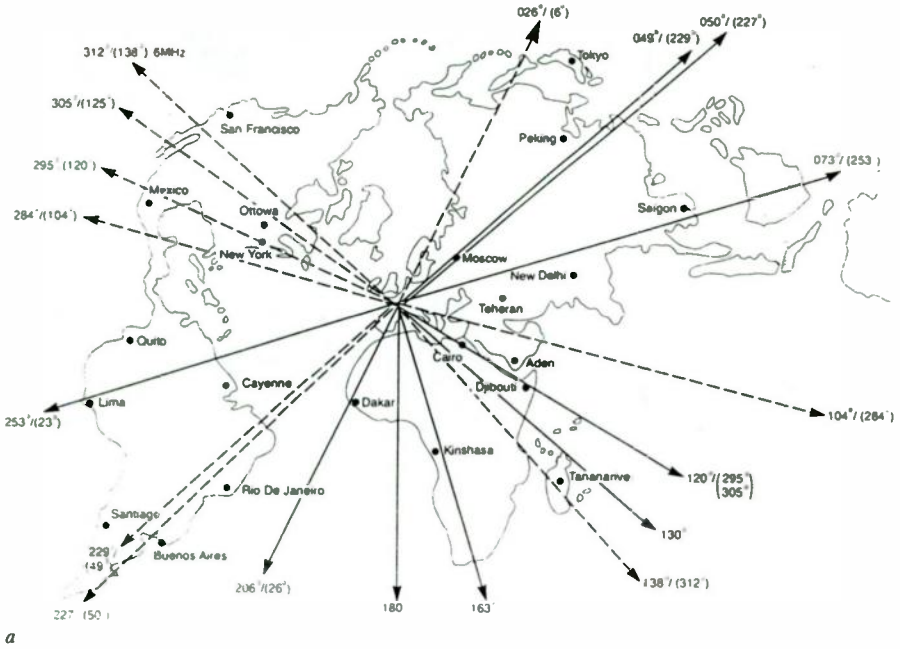 026°/(6°)
050°/(227°)
049°/(229°)
312°/(138°) 6MHz
Tokyo
305°/(125°)
San Francisco
Peking
295° (120°)
073°/(253°)
Mexico
284°/(104°)
Ottowa
Saigon
New York
Moscow
New Delhi
Teheran
Quito
Cairo
Aden
Cayenne
Djibouti
Lima
Dakar
253°/(23°)
104°/(284°)
Kinshasa
Tananarive
120°/(295°
305°)
Rio De Janeiro
Santiago
130°
229°
(49°)
Buenos Aires
138°/(312°)
206°/(26°)
180
163°
227° (50°)
a